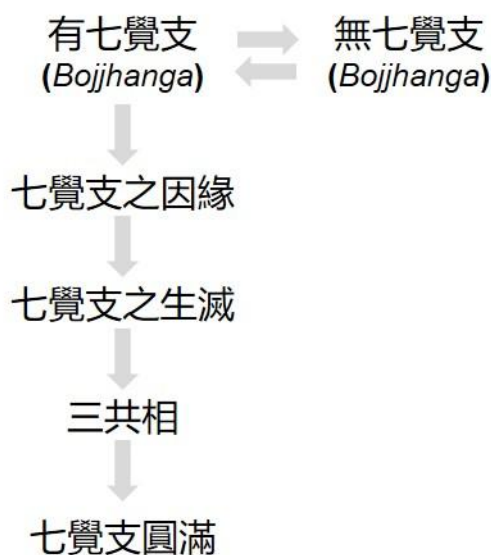 有七覺支 無七覺支
(Bojjhanga) (Bojjhanga)
七覺支之因緣
七覺支之生滅
三共相
七覺支圓滿